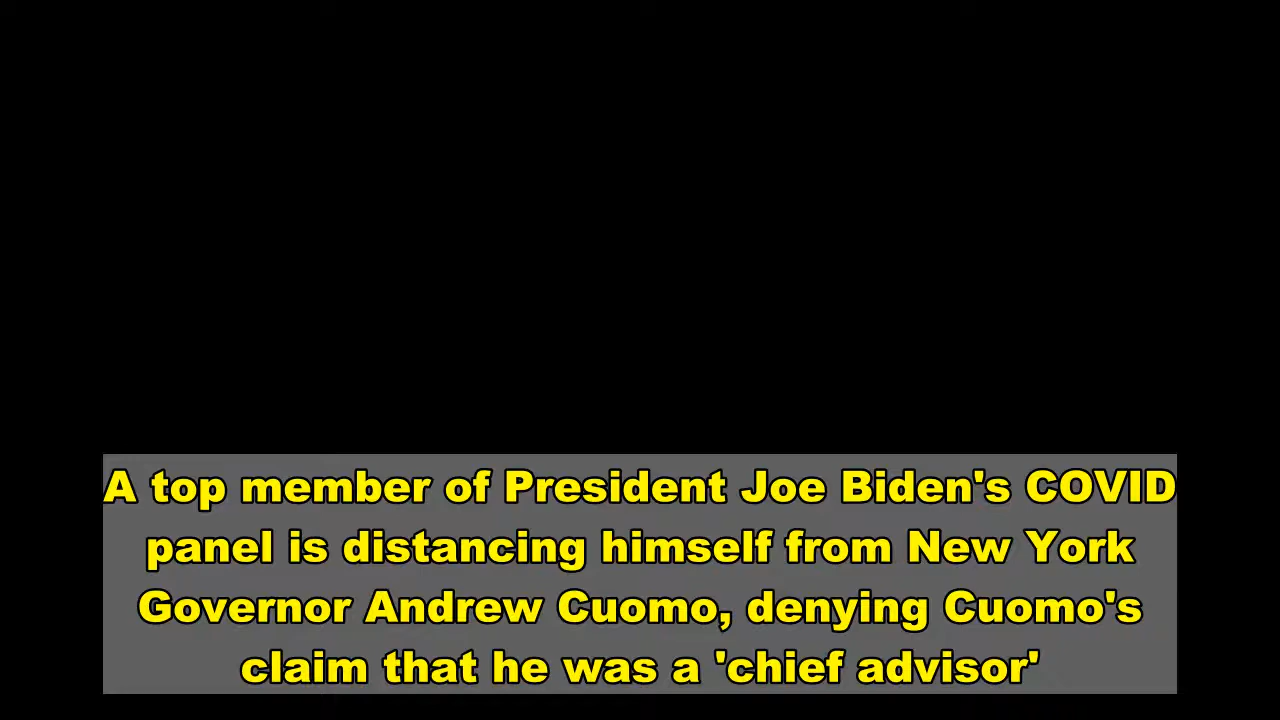 A top member of President Joe Biden's COVID
panel is distancing himself from New York
Governor Andrew Cuomo, denying Cuomo's
claim that he was a 'chief advisor'